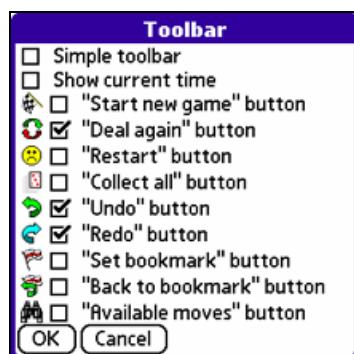 Toolbar
Simple toolbar
Show current time
"Start new game" button
"Deal again" button
"Restart" button
"Collect all" button
"Undo" button
"Redo" button
"Set bookmark" button
"Back to bookmark" button
"Available moves" button
OK Cancel